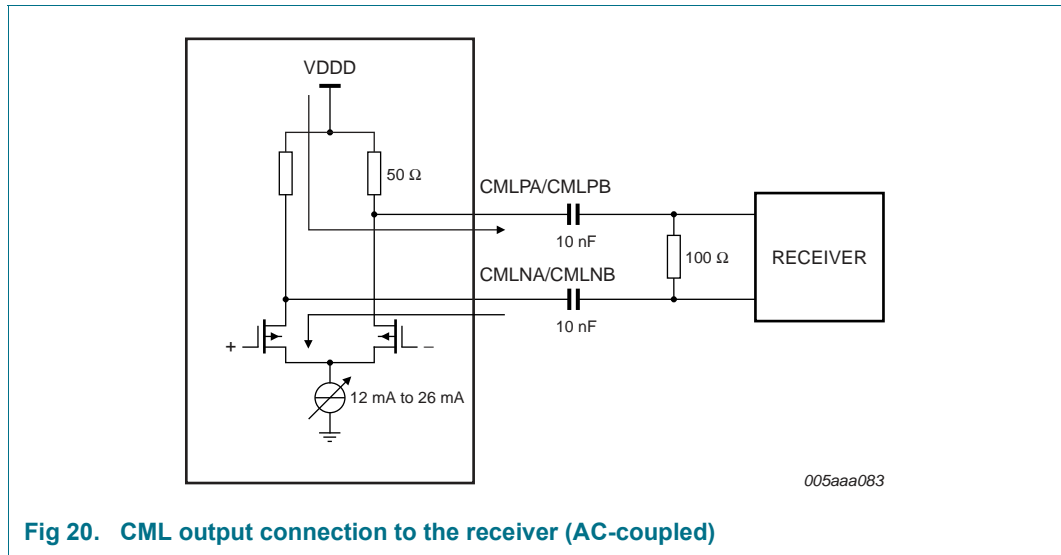 VDDD
50 Ω
CMLPA/CMLPB
10 nF
100 Ω
RECEIVER
CMLNA/CMLNB
10 nF
+
–
12 mA to 26 mA
005aaa083
Fig 20. CML output connection to the receiver (AC-coupled)